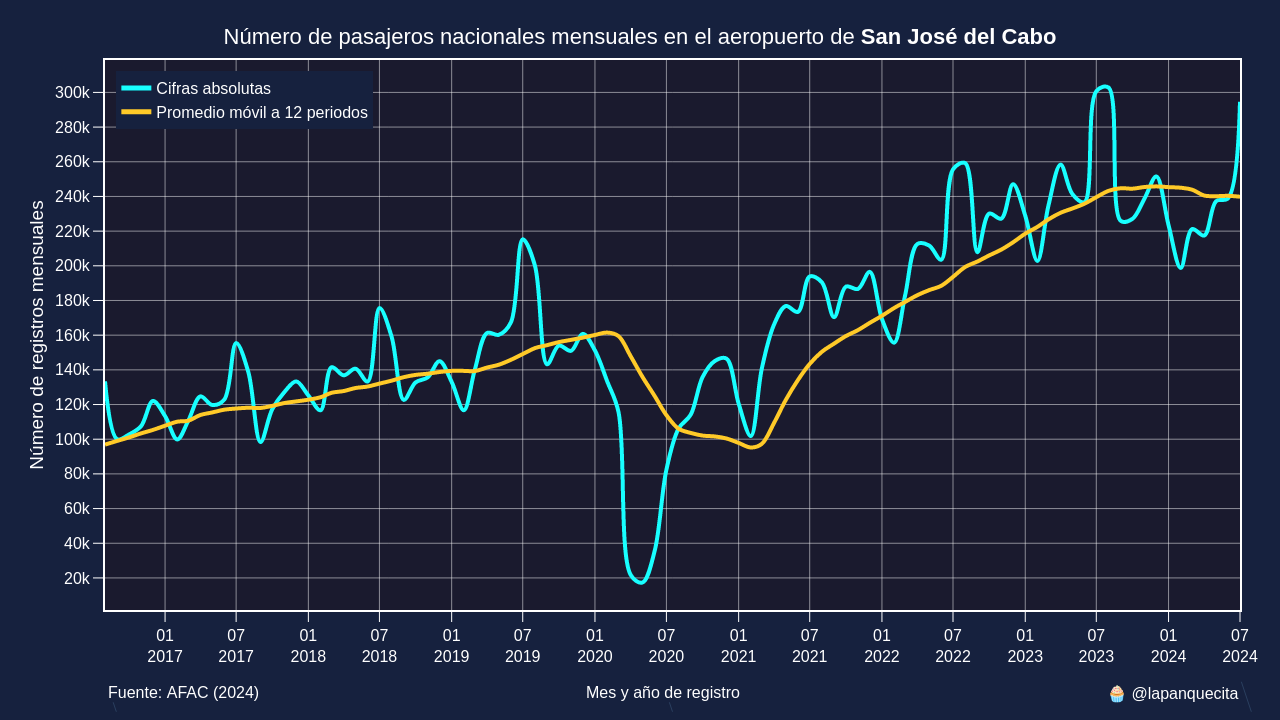 Número de pasajeros nacionales mensuales en el aeropuerto de San José del Cabo
Cifras absolutas
Promedio móvil a 12 periodos
Número de registros mensuales
300k
280k
260k
240k
220k
200k
180k
160k
140k
120k
100k
80k
60k
40k
20k
01 07 01 07 01 07 01 07 01 07 01 07 01 07 01 07
2017 2017 2018 2018 2019 2019 2020 2020 2021 2021 2022 2022 2023 2023 2024 2024
Fuente: AFAC (2024) Mes y año de registro 🧁 @lapanquecita